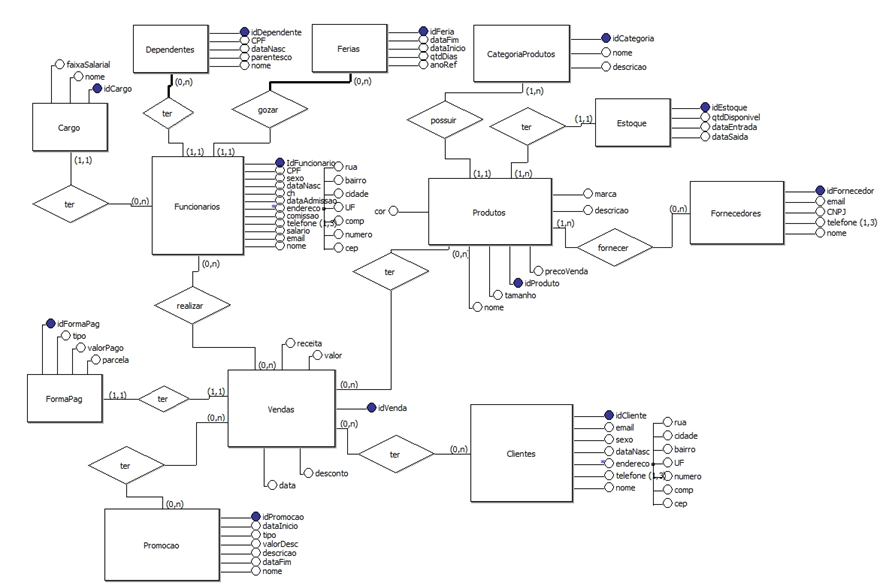 Dependentes
idDependente
CPF
dataNasc
parentesco
nome
(0,n)
Ferias
idFeria
dataFim
dataInicio
qtdDias
anoRef
(0,n)
CategoriaProdutos
idCategoria
nome
descricao
(1,n)
faixaSalarial
nome
idCargo
Cargo
(1,1)
ter
gozar
possuir
ter
(1,1)
Estoque
idEstoque
qtdDisponivel
dataEntrada
dataSaida
(1,1)
(1,1)
(1,1)
(1,n)
ter
(0,n)
Funcionarios
IdFuncionario
CPF
sexo
dataNasc
ch
dataAdmissao
endereco
comissao
telefone (1,3)
salario
email
nome
rua
bairro
cidade
UF
comp
numero
cep
(0,n)
cor
Produtos
marca
descricao
(1,n)
fornecer
(0,n)
Fornecedores
idFornecedor
email
CNPJ
telefone (1,3)
nome
(0,n)
precoVenda
idProduto
tamanho
nome
ter
realizar
idFormaPag
tipo
valorPago
parcela
FormaPag
(1,1)
ter
(1,1)
receita
valor
(0,n)
Vendas
(0,n)
idVenda
(0,n)
(0,n)
desconto
data
ter
(0,n)
Clientes
idCliente
email
sexo
dataNasc
endereco
telefone (1,3)
nome
rua
cidade
bairro
UF
numero
comp
cep
ter
(0,n)
Promocao
idPromocao
dataInicio
tipo
valorDesc
descricao
dataFim
nome